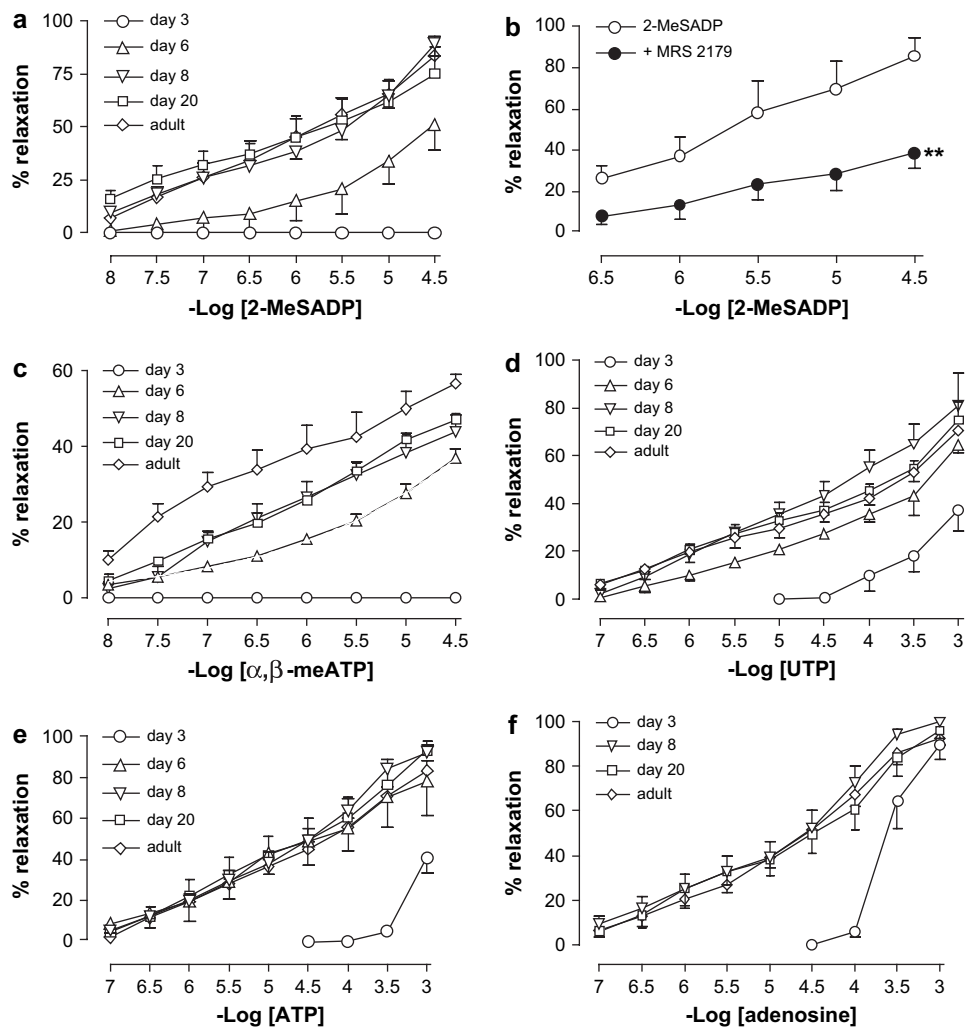 a
day 3
day 6
day 8
day 20
adult
100
75
50
25
0
% relaxation
8 7.5 7 6.5 6 5.5 5 4.5
-Log [2-MeSADP]
b
2-MeSADP
+ MRS 2179
100
80
60
40
20
0
% relaxation
**
6.5 6 5.5 5 4.5
-Log [2-MeSADP]
c
day 3
day 6
day 8
day 20
adult
60
40
20
0
% relaxation
8 7.5 7 6.5 6 5.5 5 4.5
-Log [α,β-meATP]
d
day 3
day 6
day 8
day 20
adult
100
80
60
40
20
0
% relaxation
7 6.5 6 5.5 5 4.5 4 3.5 3
-Log [UTP]
e
day 3
day 6
day 8
day 20
adult
100
80
60
40
20
0
% relaxation
7 6.5 6 5.5 5 4.5 4 3.5 3
-Log [ATP]
f
day 3
day 8
day 20
adult
100
80
60
40
20
0
% relaxation
7 6.5 6 5.5 5 4.5 4 3.5 3
-Log [adenosine]